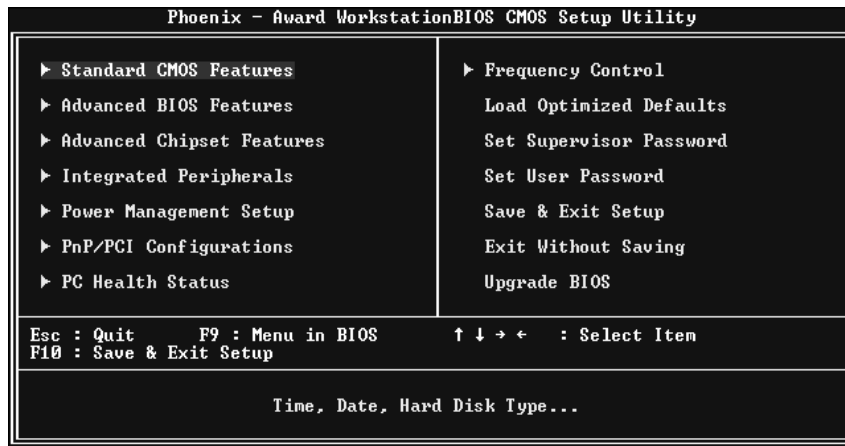 Phoenix - Award WorkstationBIOS CMOS Setup Utility
▶ Standard CMOS Features
▶ Advanced BIOS Features
▶ Advanced Chipset Features
▶ Integrated Peripherals
▶ Power Management Setup
▶ PnP/PCI Configurations
▶ PC Health Status
▶ Frequency Control
Load Optimized Defaults
Set Supervisor Password
Set User Password
Save & Exit Setup
Exit Without Saving
Upgrade BIOS
Esc : Quit F9 : Menu in BIOS ↑ ↓ → ← : Select Item
F10 : Save & Exit Setup
Time, Date, Hard Disk Type...